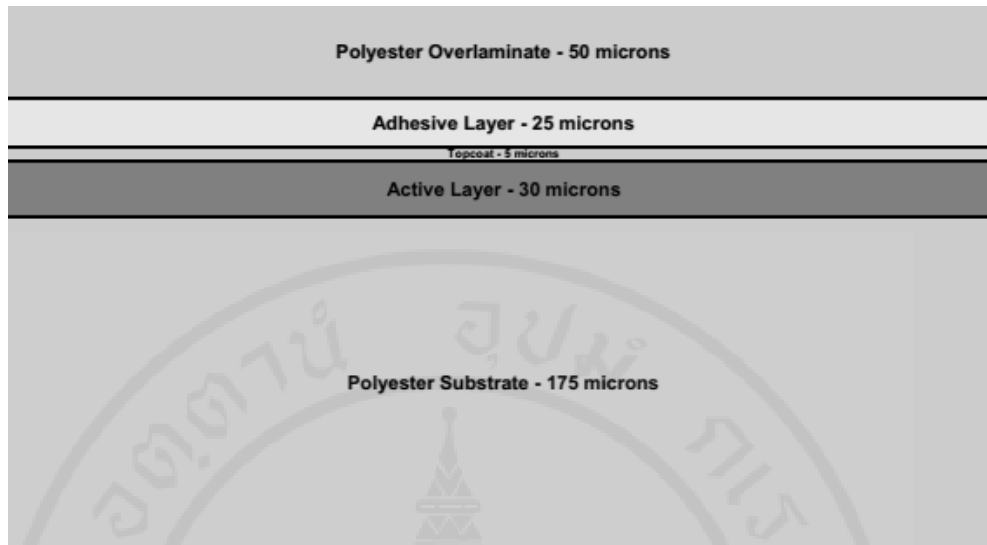 Polyester Overlaminate - 50 microns
Adhesive Layer - 25 microns
Topcoat - 5 microns
Active Layer - 30 microns
Polyester Substrate - 175 microns